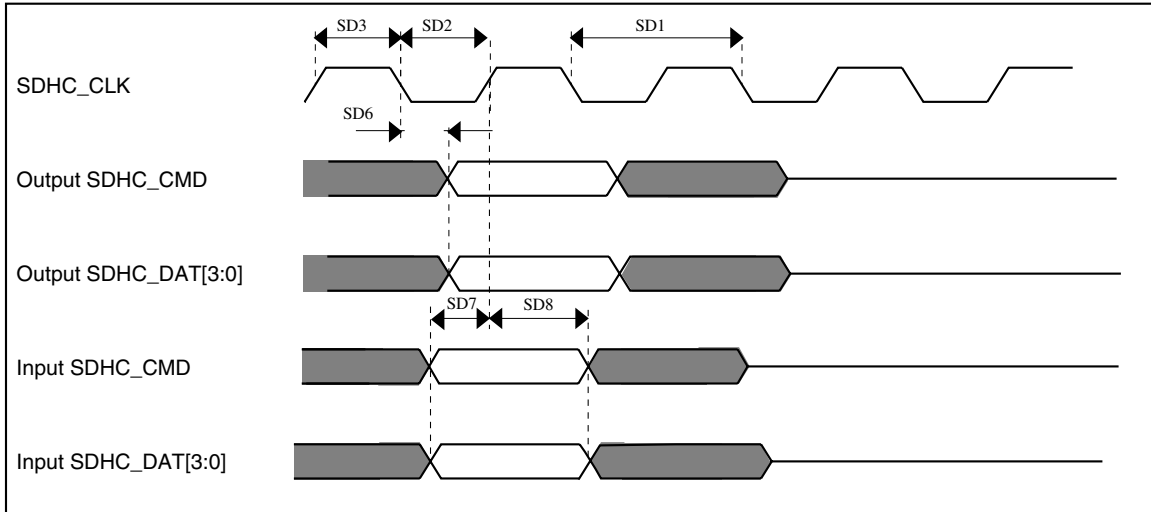 SD3
SD2
SD1
SDHC_CLK
SD6
Output SDHC_CMD
Output SDHC_DAT[3:0]
SD7
SD8
Input SDHC_CMD
Input SDHC_DAT[3:0]